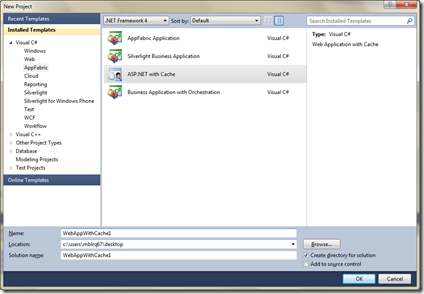 New Project
Recent Templates
.NET Framework 4
Sort by:
Default
Search Installed Templates
Installed Templates
Visual C#
Windows
Web
AppFabric
Cloud
Reporting
Silverlight
Silverlight for Windows Phone
Test
WCF
Workflow
Visual C++
Other Project Types
Database
Modeling Projects
Test Projects
Online Templates
AppFabric Application
Visual C#
Silverlight Business Application
Visual C#
ASP.NET with Cache
Visual C#
Business Application with Orchestration
Visual C#
Type: Visual C#
Web Application with Cache
Name:
WebAppWithCache1
Location:
c:\users\mblrq67\desktop
Browse...
Solution name:
WebAppWithCache1
Create directory for solution
Add to source control
OK
Cancel